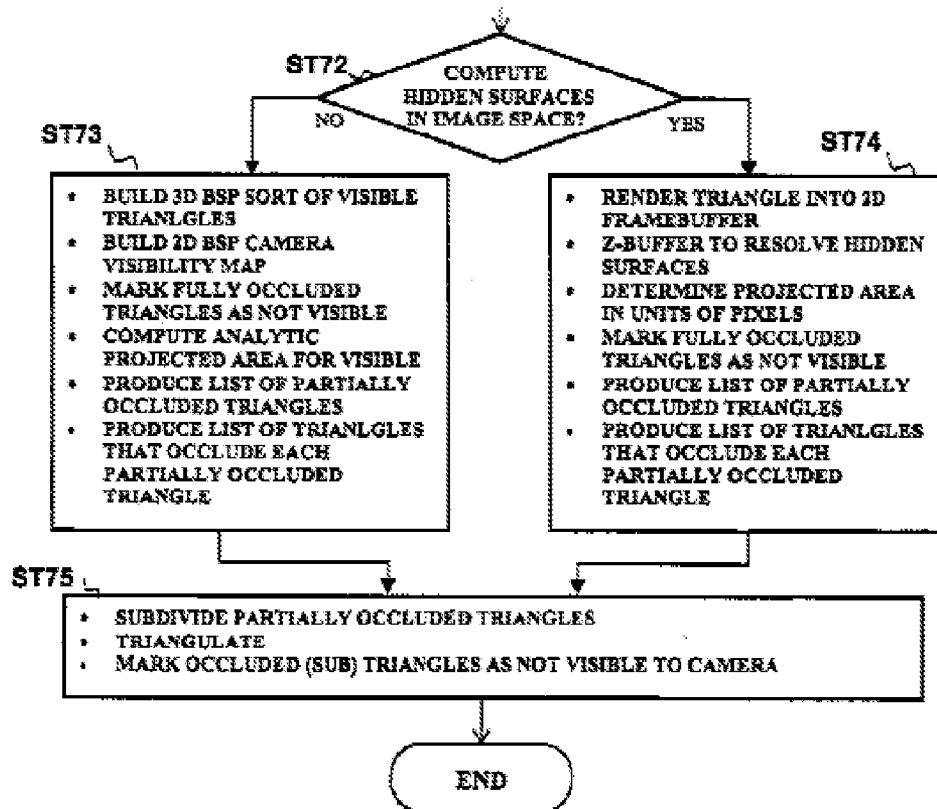 ST72
COMPUTE
HIDDEN SURFACES
IN IMAGE SPACE?
NO
YES
ST73
• BUILD 3D BSP SORT OF VISIBLE
TRIANLGLES
• BUILD 2D BSP CAMERA
VISIBILITY MAP
• MARK FULLY OCCLUDED
TRIANGLES AS NOT VISIBLE
• COMPUTE ANALYTIC
PROJECTED AREA FOR VISIBLE
• PRODUCE LIST OF PARTIALLY
OCCLUDED TRIANGLES
• PRODUCE LIST OF TRIANLGLES
THAT OCCLUDE EACH
PARTIALLY OCCLUDED
TRIANGLE
ST74
• RENDER TRIANGLE INTO 2D
FRAMEBUFFER
• Z-BUFFER TO RESOLVE HIDDEN
SURFACES
• DETERMINE PROJECTED AREA
IN UNITS OF PIXELS
• MARK FULLY OCCLUDED
TRIANGLES AS NOT VISIBLE
• PRODUCE LIST OF PARTIALLY
OCCLUDED TRIANGLES
• PRODUCE LIST OF TRIANLGLES
THAT OCCLUDE EACH
PARTIALLY OCCLUDED
TRIANGLE
ST75
• SUBDIVIDE PARTIALLY OCCLUDED TRIANGLES
• TRIANGULATE
• MARK OCCLUDED (SUB) TRIANGLES AS NOT VISIBLE TO CAMERA
END